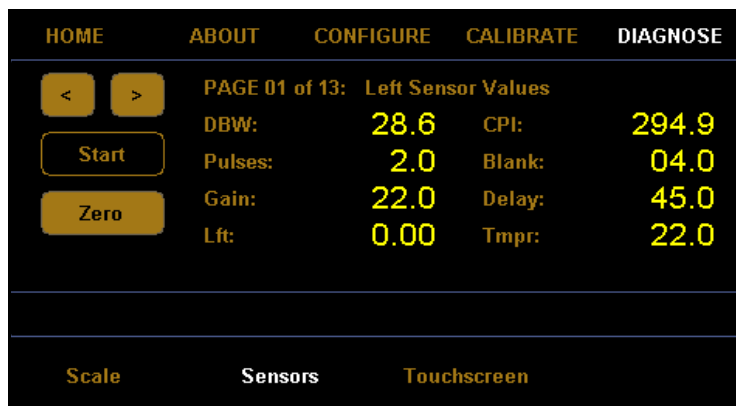 HOME ABOUT CONFIGURE CALIBRATE DIAGNOSE
< > PAGE 01 of 13: Left Sensor Values
DBW: 28.6 CPI: 294.9
Start Pulses: 2.0 Blank: 04.0
Zero Gain: 22.0 Delay: 45.0
Lft: 0.00 Tmpr: 22.0
Scale Sensors Touchscreen